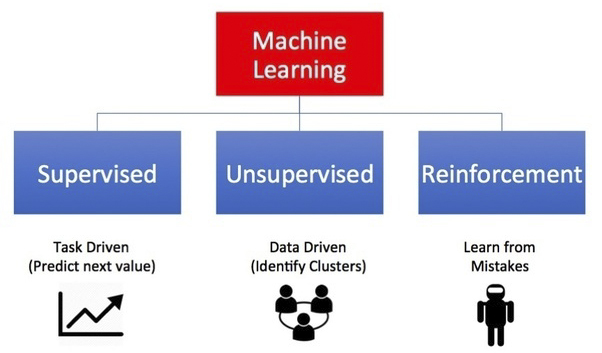 Machine
Learning
Supervised
Unsupervised
Reinforcement
Task Driven
(Predict next value)
Data Driven
(Identify Clusters)
Learn from
Mistakes